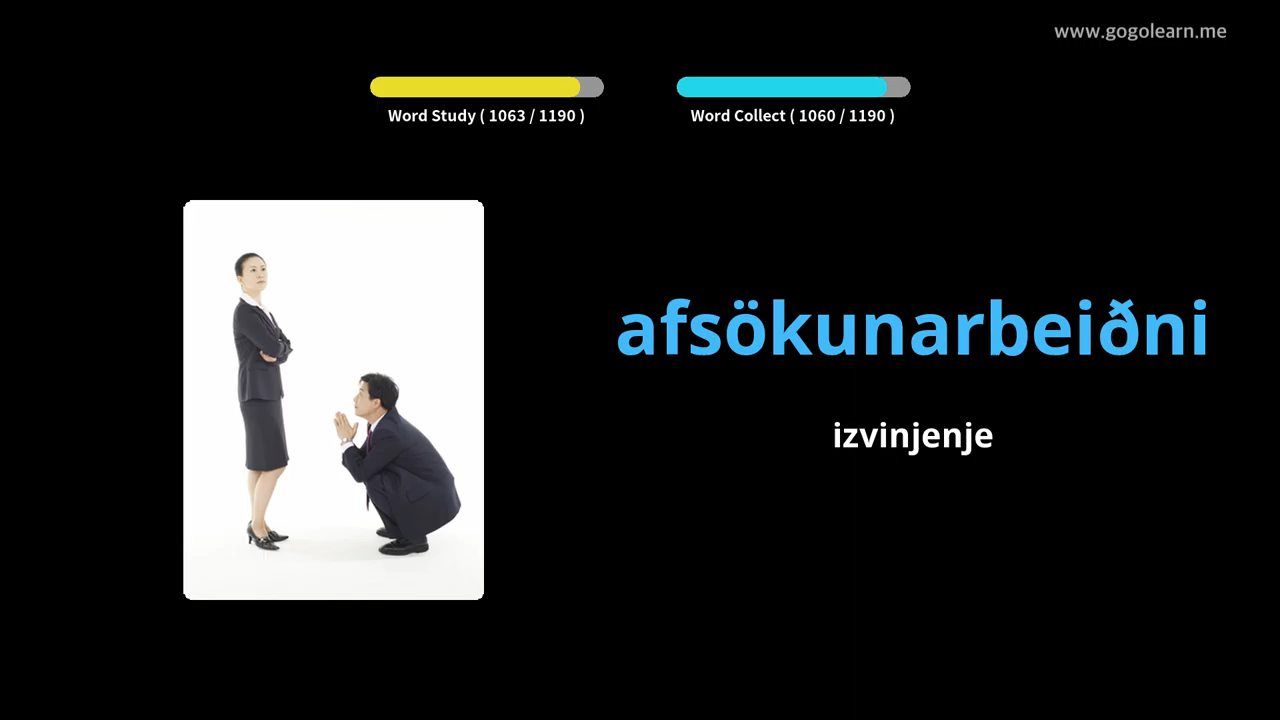 www.gogolearn.me
Word Study ( 1063 / 1190 )
Word Collect ( 1060 / 1190 )
afsökunarbeiðni
izvinjenje